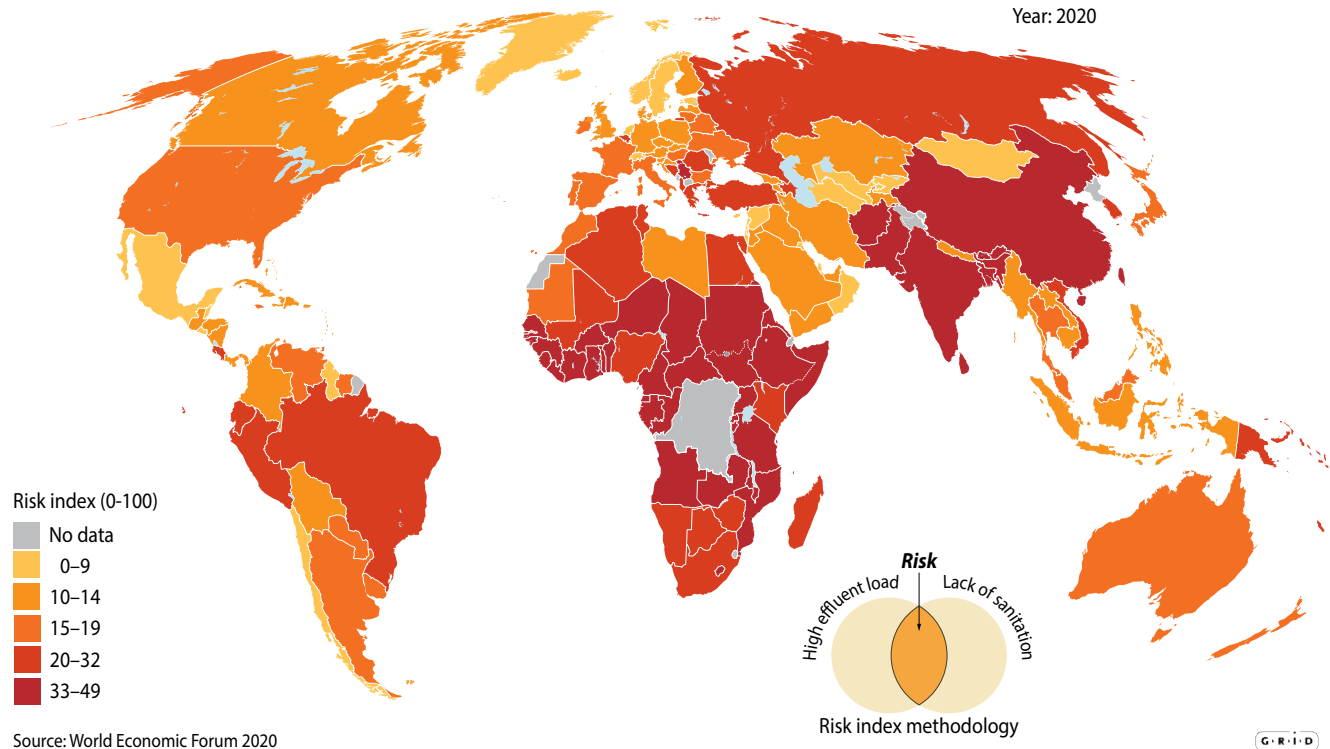 Year: 2020
Risk index (0-100)
No data
0–9
10–14
15–19
20–32
33–49
Risk
High effluent load
Lack of sanitation
Risk index methodology
Source: World Economic Forum 2020
G·R·I·D